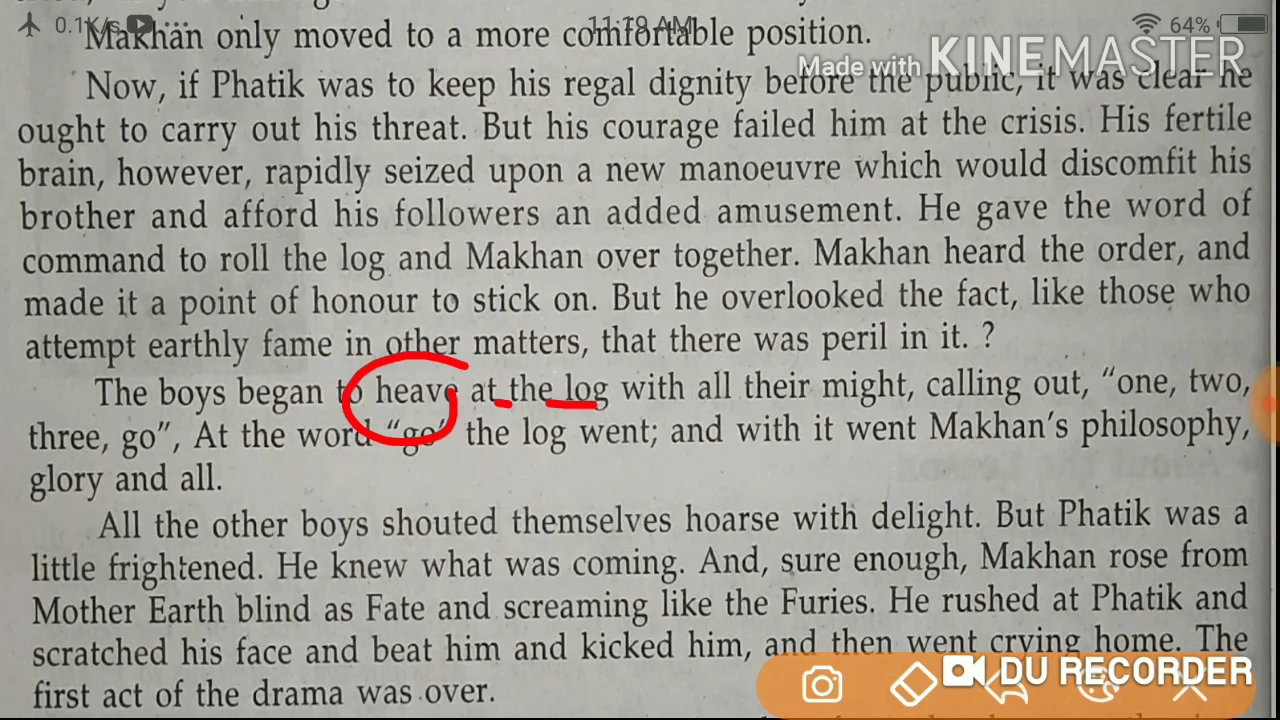 0.1K/s 11:19 AM 64%
Makhan only moved to a more comfortable position.
Made with KINEMASTER
Now, if Phatik was to keep his regal dignity before the public, it was clear he
ought to carry out his threat. But his courage failed him at the crisis. His fertile
brain, however, rapidly seized upon a new manoeuvre which would discomfit his
brother and afford his followers an added amusement. He gave the word of
command to roll the log and Makhan over together. Makhan heard the order, and
made it a point of honour to stick on. But he overlooked the fact, like those who
attempt earthly fame in other matters, that there was peril in it. ?
The boys began to heave at the log with all their might, calling out, “one, two,
three, go”, At the word “go” the log went; and with it went Makhan’s philosophy,
glory and all.
All the other boys shouted themselves hoarse with delight. But Phatik was a
little frightened. He knew what was coming. And, sure enough, Makhan rose from
Mother Earth blind as Fate and screaming like the Furies. He rushed at Phatik and
scratched his face and beat him and kicked him, and then went crying home. The
first act of the drama was over.
DU RECORDER